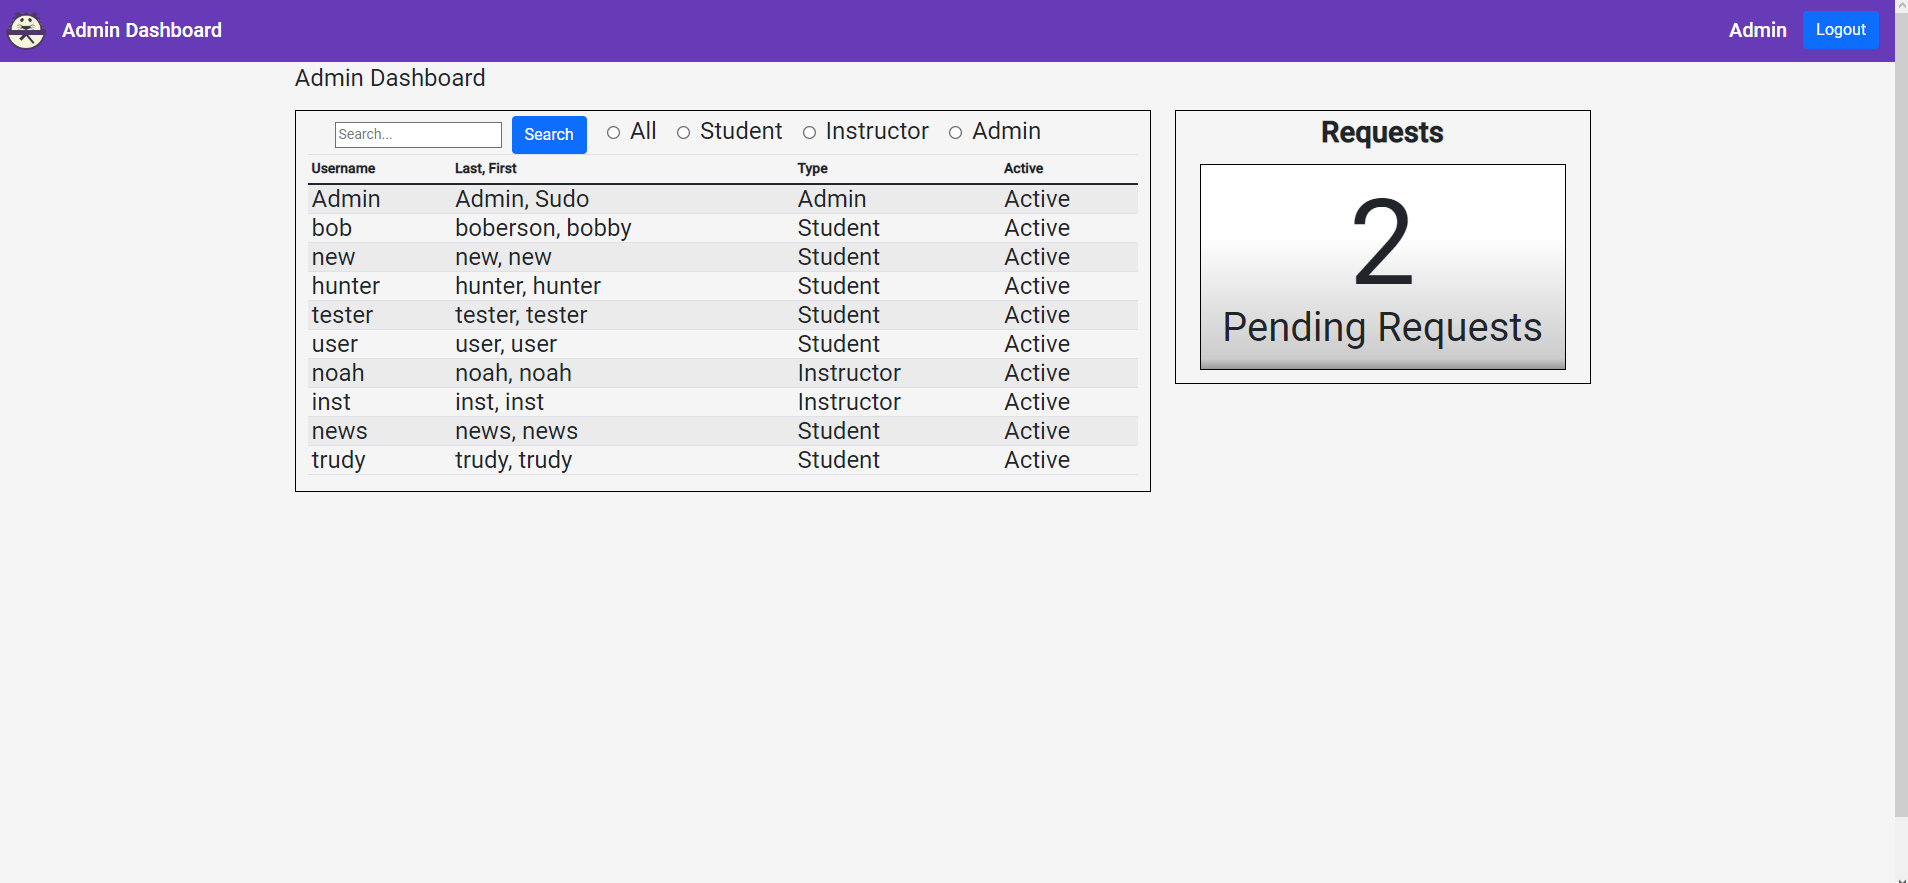 Admin Dashboard Admin Logout
Admin Dashboard
Search... Search All Student Instructor Admin
Username Last, First Type Active
Admin Admin, Sudo Admin Active
bob boberson, bobby Student Active
new new, new Student Active
hunter hunter, hunter Student Active
tester tester, tester Student Active
user user, user Student Active
noah noah, noah Instructor Active
inst inst, inst Instructor Active
news news, news Student Active
trudy trudy, trudy Student Active
Requests
2
Pending Requests